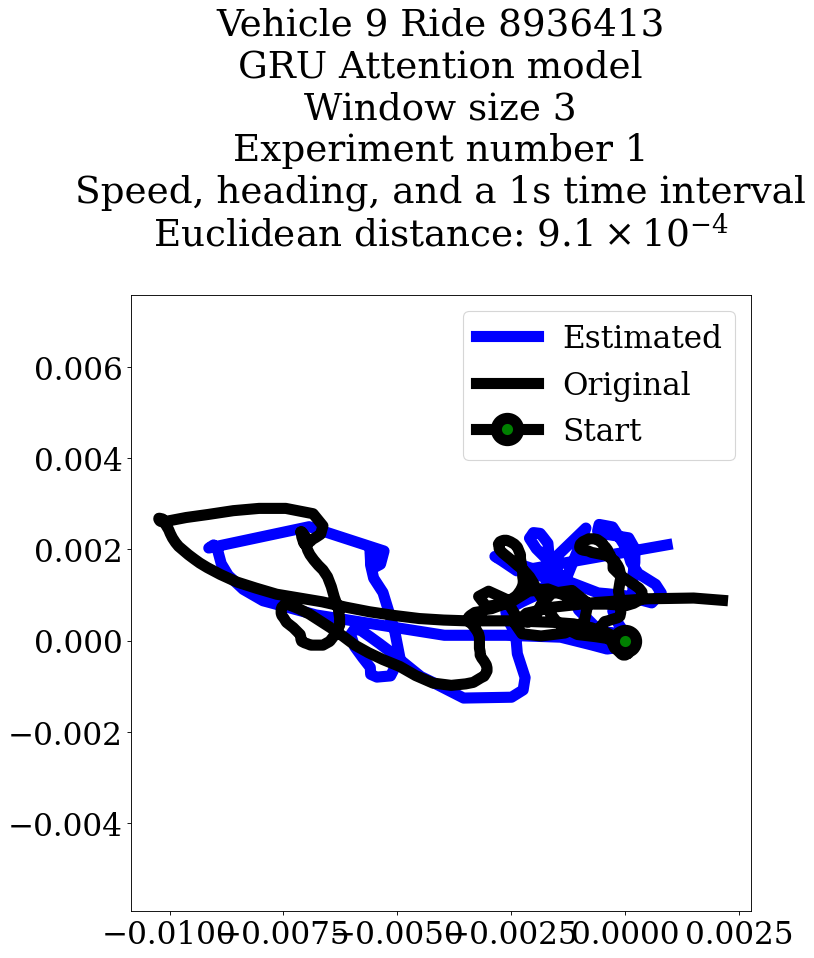 Vehicle 9 Ride 8936413
GRU Attention model
Window size 3
Experiment number 1
Speed, heading, and a 1s time interval
Euclidean distance: 9.1 × 10⁻⁴
Estimated
Original
Start
0.006
0.004
0.002
0.000
−0.002
−0.004
−0.0100 −0.0075 −0.0050 −0.0025 0.0000 0.0025